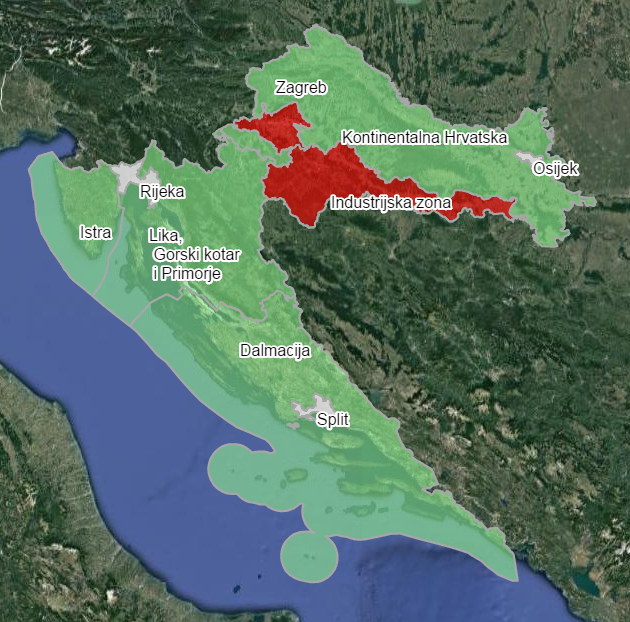 Zagreb
Kontinentalna Hrvatska
Osijek
Rijeka
Industrijska zona
Istra
Lika,
Gorski kotar
i Primorje
Dalmacija
Split